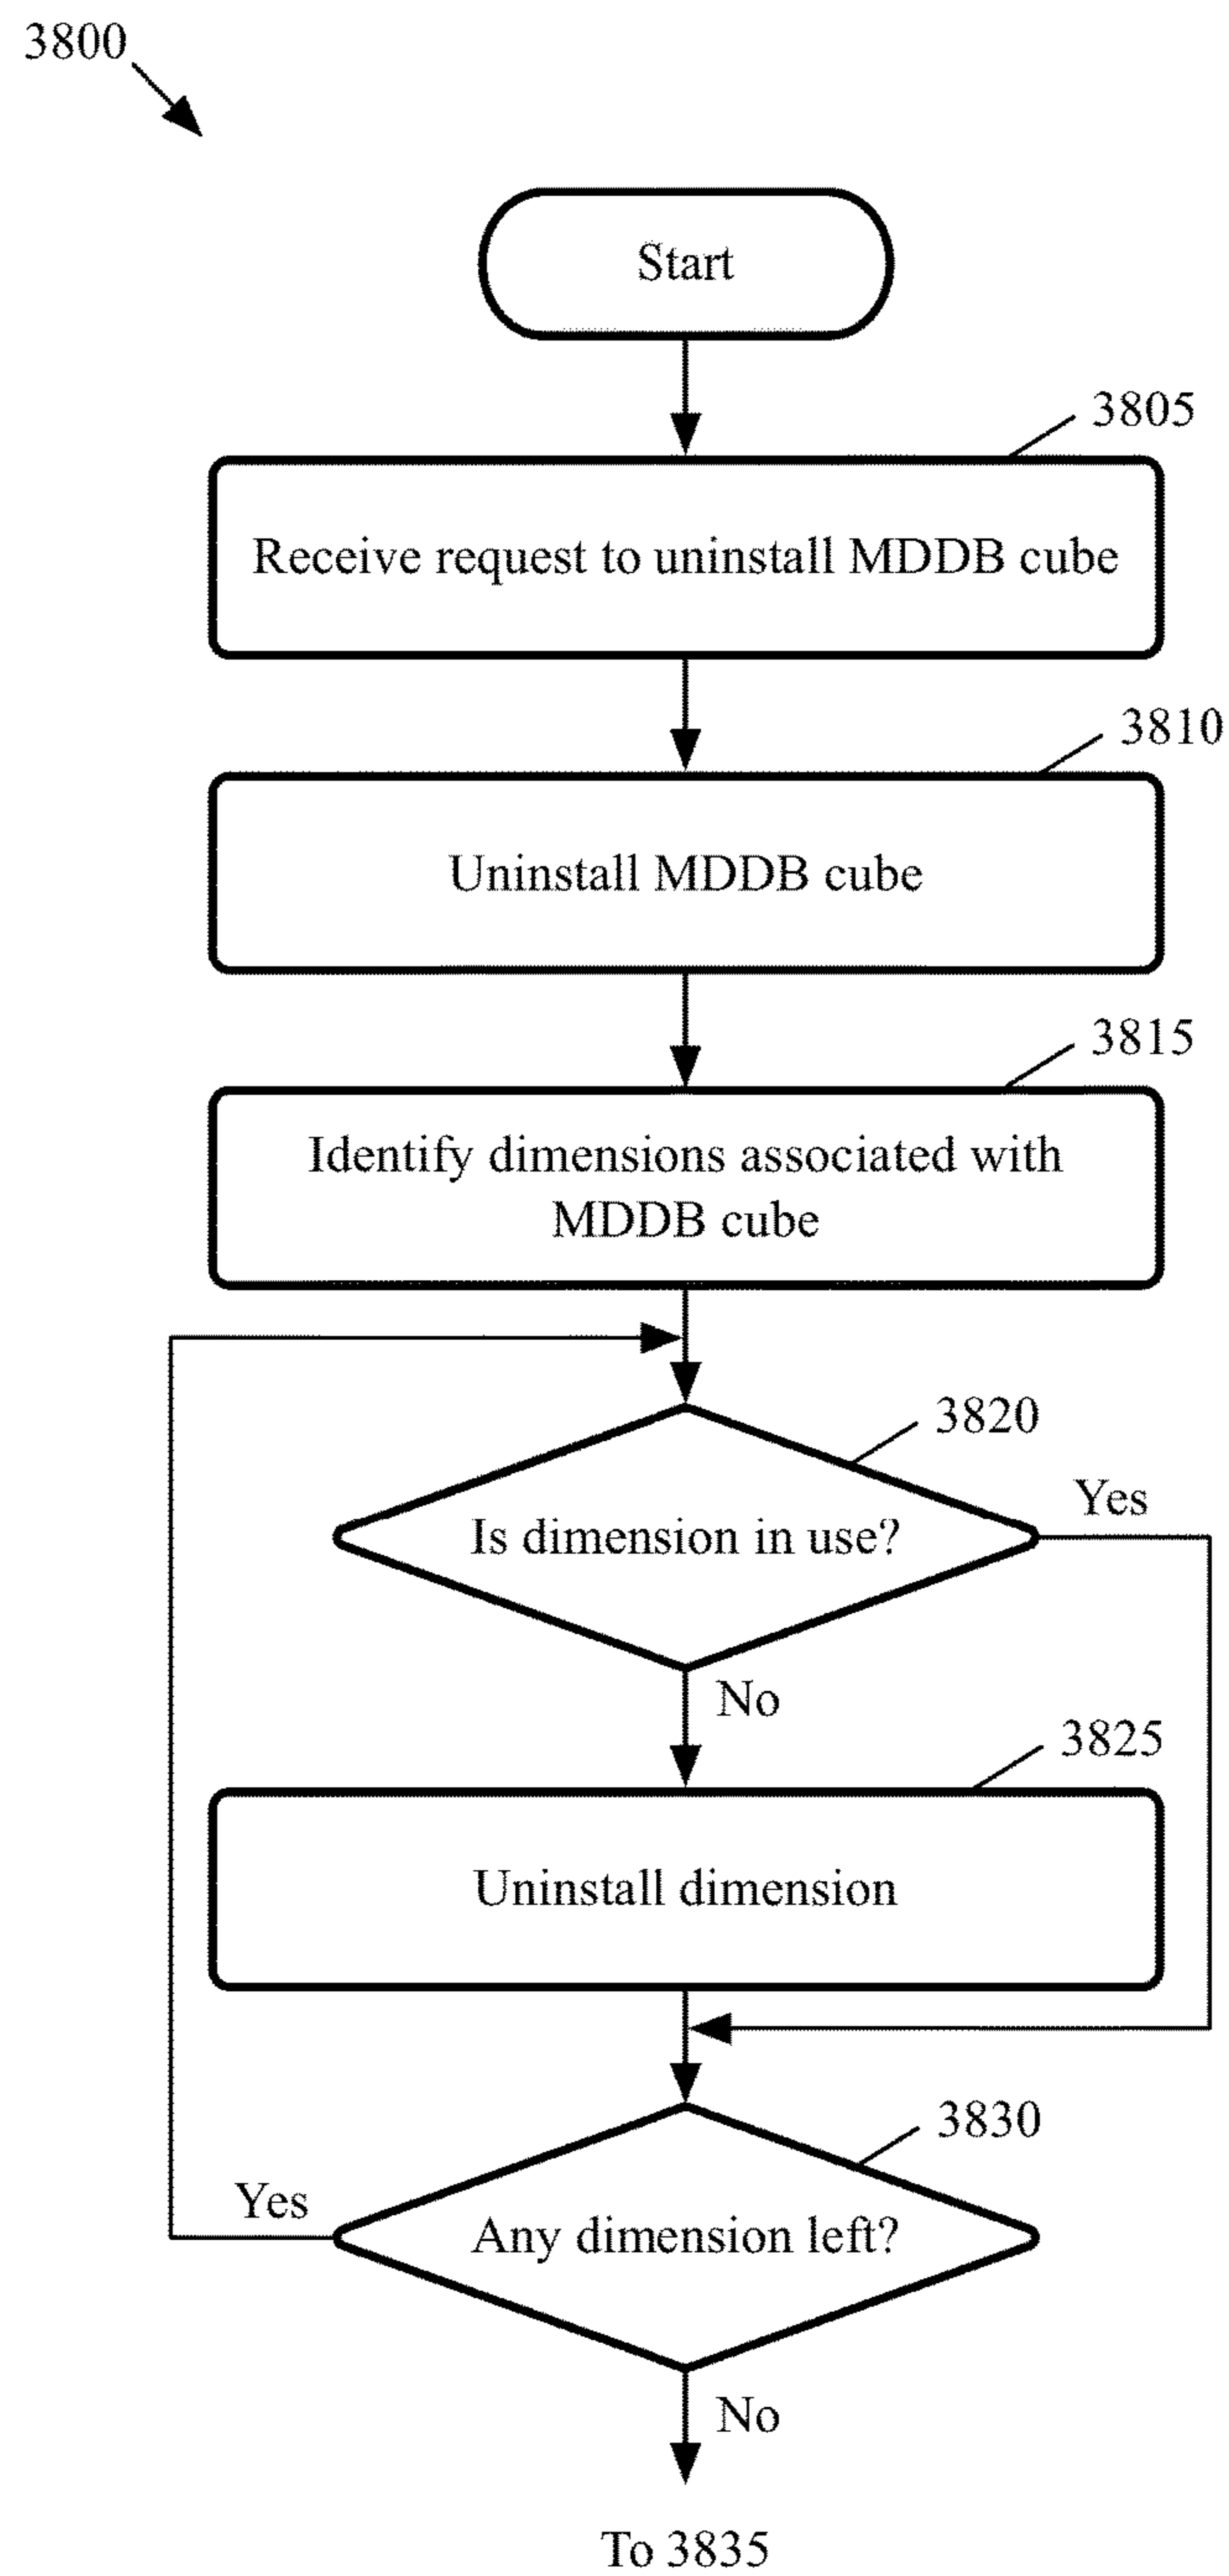 3800
Start
3805
Receive request to uninstall MDDB cube
3810
Uninstall MDDB cube
3815
Identify dimensions associated with
MDDB cube
3820
Is dimension in use?
Yes
No
3825
Uninstall dimension
3830
Any dimension left?
Yes
No
To 3835